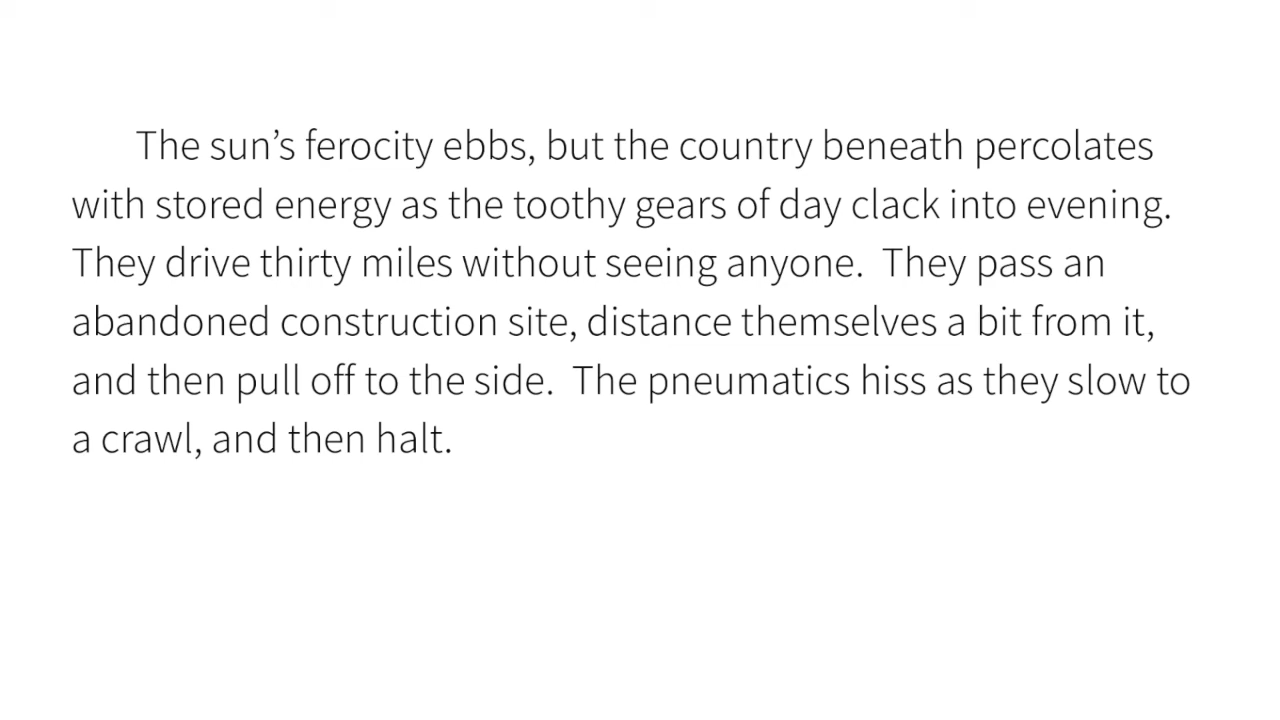 The sun’s ferocity ebbs, but the country beneath percolates
with stored energy as the toothy gears of day clack into evening.
They drive thirty miles without seeing anyone.  They pass an
abandoned construction site, distance themselves a bit from it,
and then pull off to the side.  The pneumatics hiss as they slow to
a crawl, and then halt.